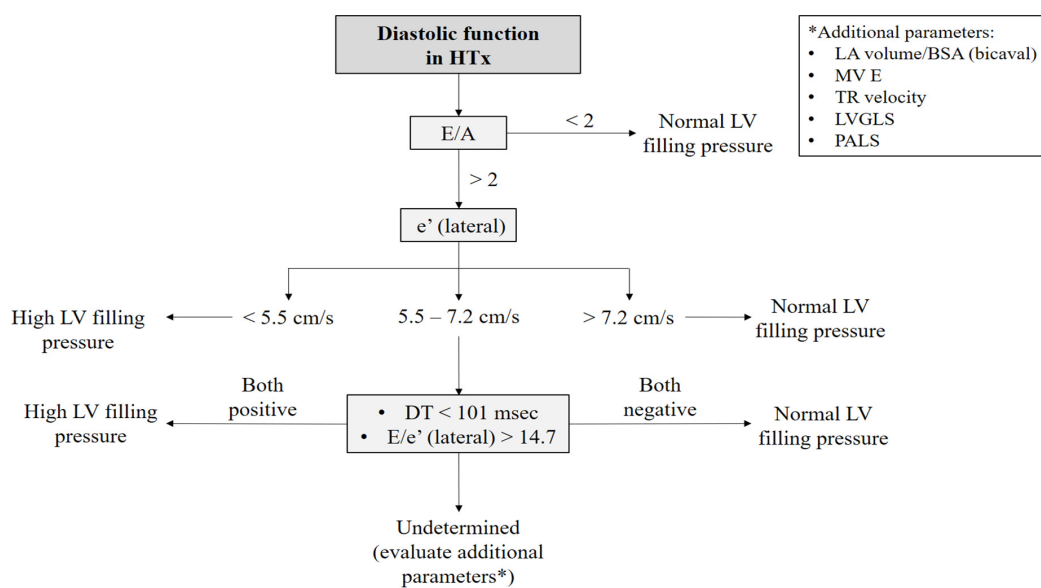 Diastolic function
in HTx
*Additional parameters:
• LA volume/BSA (bicaval)
• MV E
• TR velocity
• LVGLS
• PALS
E/A
< 2
Normal LV
filling pressure
> 2
e’ (lateral)
High LV filling
pressure
< 5.5 cm/s
5.5 – 7.2 cm/s
> 7.2 cm/s
Normal LV
filling pressure
High LV filling
pressure
Both
positive
• DT < 101 msec
• E/e’ (lateral) > 14.7
Both
negative
Normal LV
filling pressure
Undetermined
(evaluate additional
parameters*)